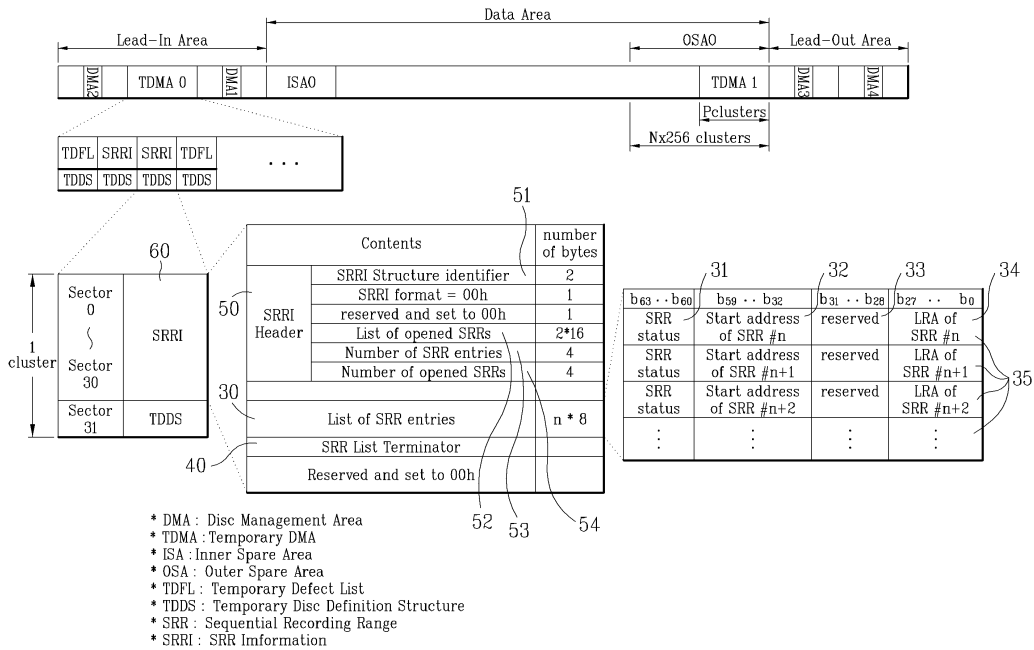 Data Area
Lead-In Area
OSA0
Lead-Out Area
DMA2
TDMA 0
DMA1
ISA0
TDMA 1
DMA3
DMA4
Pclusters
Nx256 clusters
TDFL SRRI SRRI TDFL
. . .
TDDS TDDS TDDS TDDS
60
1 cluster
Sector 0
~
Sector 30
SRRI
Sector 31
TDDS
51
Contents
number of bytes
50
SRRI Header
SRRI Structure identifier 2
SRRI format = 00h 1
reserved and set to 00h 1
List of opened SRRs 2*16
Number of SRR entries 4
Number of opened SRRs 4
30
List of SRR entries n * 8
40
SRR List Terminator
Reserved and set to 00h
52
53
54
31 32 33 34
b63 ·· b60 b59 ·· b32 b31 ·· b28 b27 ·· b0
SRR status Start address of SRR #n reserved LRA of SRR #n
SRR status Start address of SRR #n+1 reserved LRA of SRR #n+1
SRR status Start address of SRR #n+2 reserved LRA of SRR #n+2
⋮ ⋮ ⋮ ⋮
35
* DMA : Disc Management Area
* TDMA : Temporary DMA
* ISA : Inner Spare Area
* OSA : Outer Spare Area
* TDFL : Temporary Defect List
* TDDS : Temporary Disc Definition Structure
* SRR : Sequential Recording Range
* SRRI : SRR Imformation